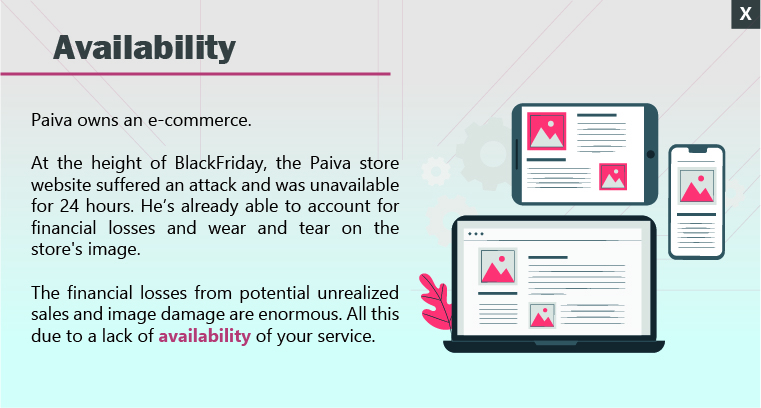 X
Availability
Paiva owns an e-commerce.
At the height of BlackFriday, the Paiva store
website suffered an attack and was unavailable
for 24 hours. He’s already able to account for
financial losses and wear and tear on the
store's image.
The financial losses from potential unrealized
sales and image damage are enormous. All this
due to a lack of availability of your service.